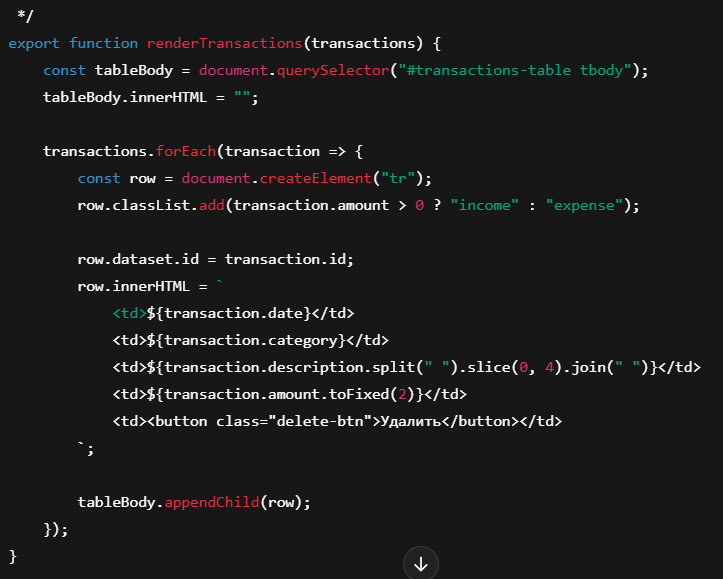 */
export function renderTransactions(transactions) {
    const tableBody = document.querySelector("#transactions-table tbody");
    tableBody.innerHTML = "";

    transactions.forEach(transaction => {
        const row = document.createElement("tr");
        row.classList.add(transaction.amount > 0 ? "income" : "expense");

        row.dataset.id = transaction.id;
        row.innerHTML = `
            <td>${transaction.date}</td>
            <td>${transaction.category}</td>
            <td>${transaction.description.split(" ").slice(0, 4).join(" ")}</td>
            <td>${transaction.amount.toFixed(2)}</td>
            <td><button class="delete-btn">Удалить</button></td>
        `;

        tableBody.appendChild(row);
    });
}